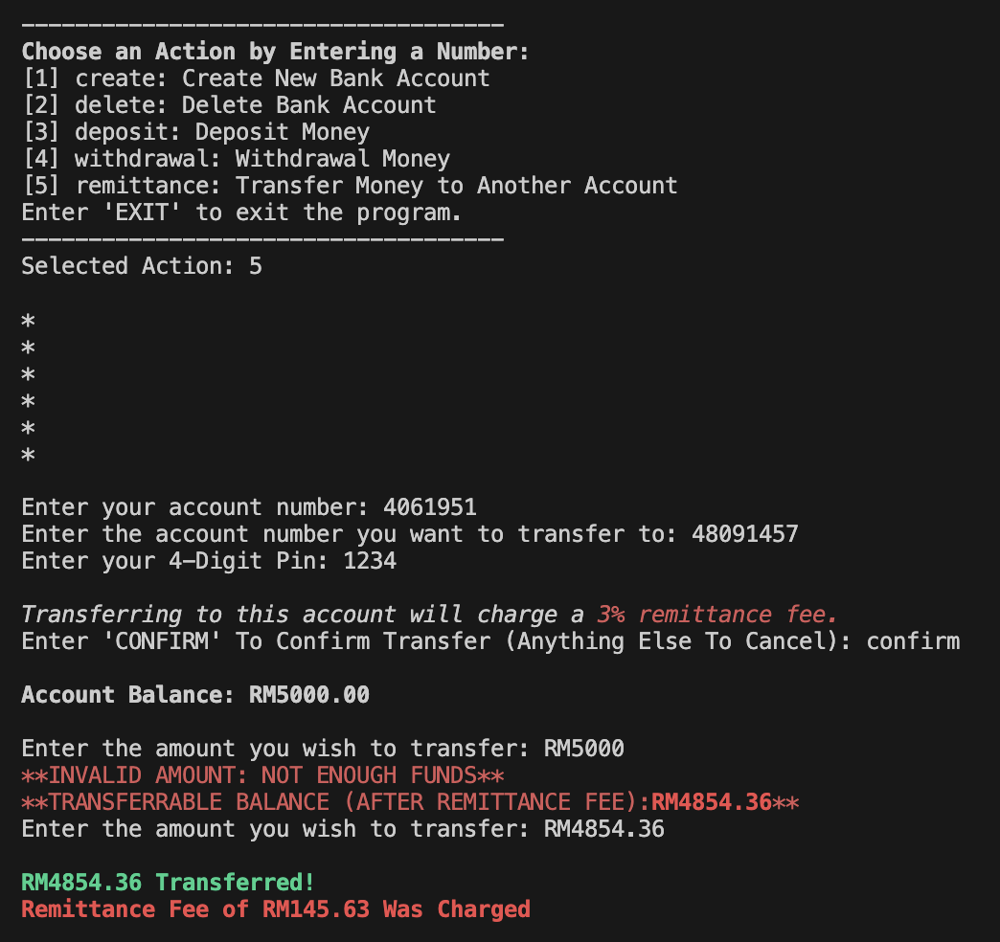 ------------------------------------
Choose an Action by Entering a Number:
[1] create: Create New Bank Account
[2] delete: Delete Bank Account
[3] deposit: Deposit Money
[4] withdrawal: Withdrawal Money
[5] remittance: Transfer Money to Another Account
Enter 'EXIT' to exit the program.
------------------------------------
Selected Action: 5
*
*
*
*
*
*
Enter your account number: 4061951
Enter the account number you want to transfer to: 48091457
Enter your 4-Digit Pin: 1234
Transferring to this account will charge a 3% remittance fee.
Enter 'CONFIRM' To Confirm Transfer (Anything Else To Cancel): confirm
Account Balance: RM5000.00
Enter the amount you wish to transfer: RM5000
**INVALID AMOUNT: NOT ENOUGH FUNDS**
**TRANSFERRABLE BALANCE (AFTER REMITTANCE FEE):RM4854.36**
Enter the amount you wish to transfer: RM4854.36
RM4854.36 Transferred!
Remittance Fee of RM145.63 Was Charged